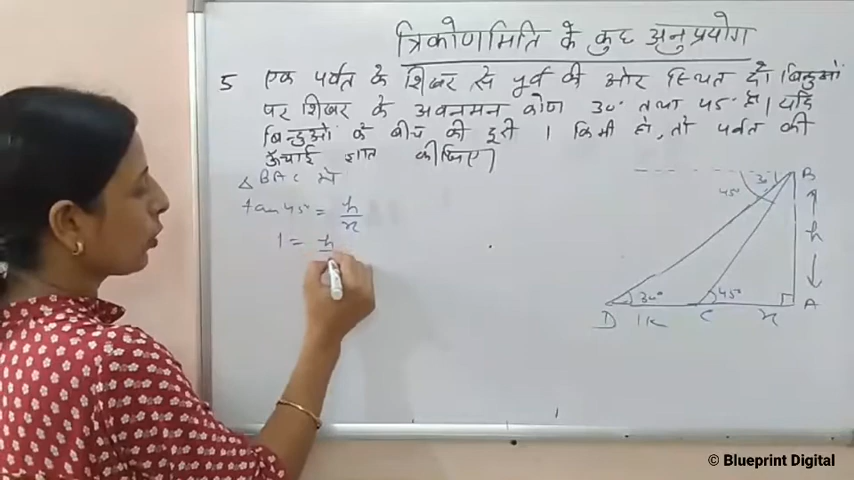 त्रिकोणमिति के कुछ अनुप्रयोग
5 एक पर्वत के शिखर से पूर्व की ओर स्थित दो बिन्दुओं
पर शिखर के अवनमन कोण 30° तथा 45° है। यदि
बिन्दुओं के बीच की दूरी 1 किमी हो, तो पर्वत की
ऊँचाई ज्ञात कीजिए।
△ BAC में
tan 45° = h/x
1 = h
45° 30° B
h
30° 45°
D 1K C x A
© Blueprint Digital